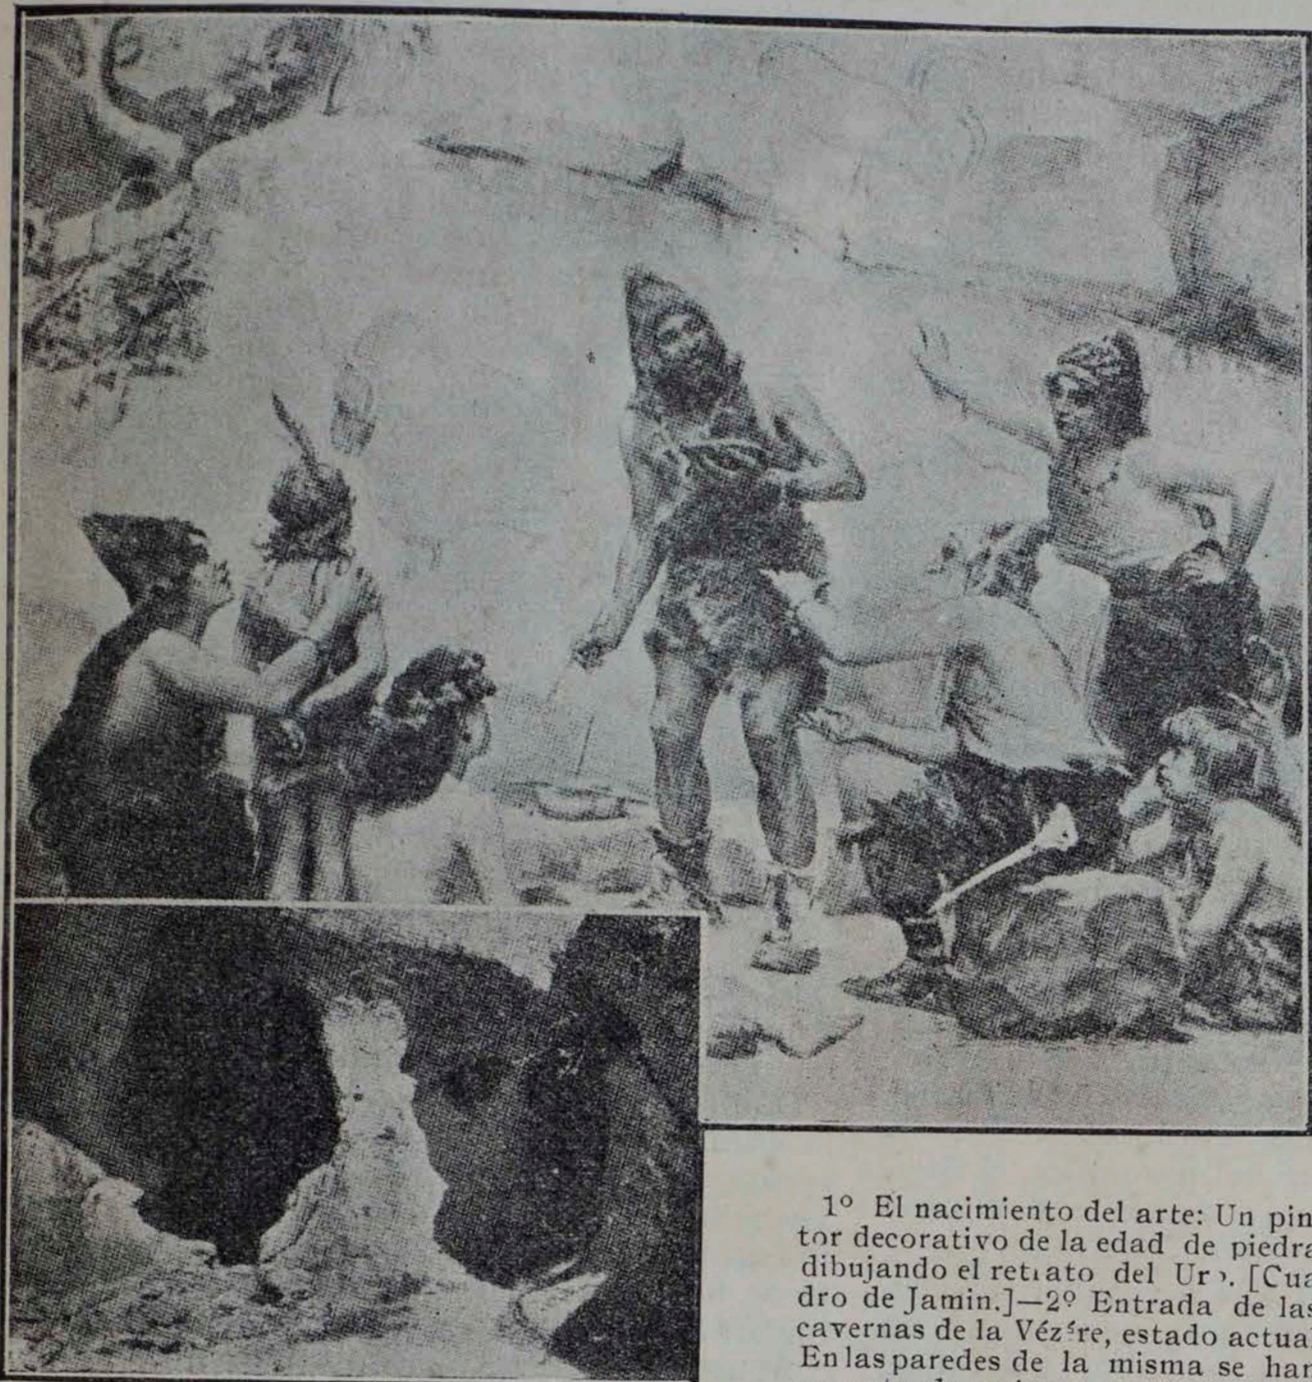 1º El nacimiento del arte: Un pin
tor decorativo de la edad de piedra
dibujando el retrato del Uro. [Cua
dro de Jamin.]—2º Entrada de las
cavernas de la Vézère, estado actua
En las paredes de la misma se han